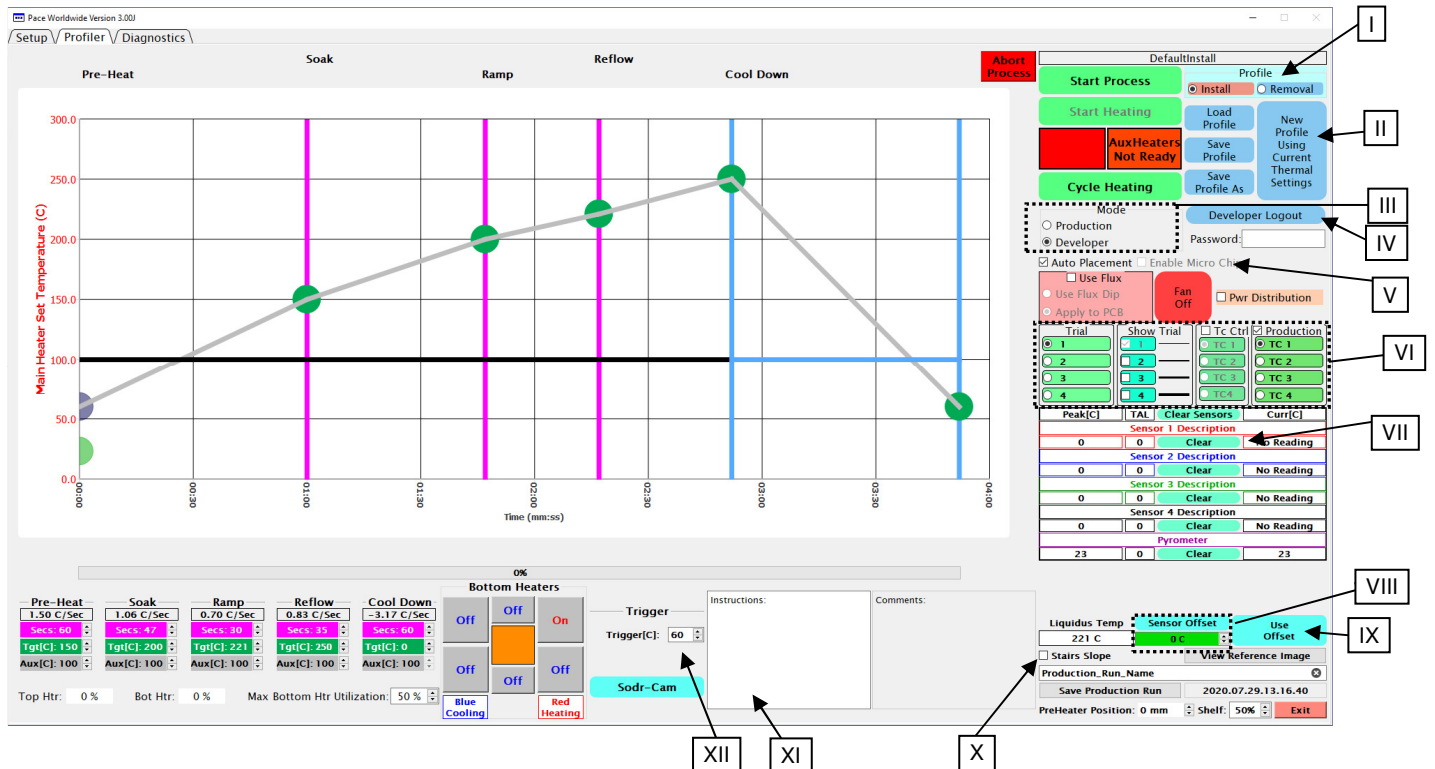 Pace Worldwide Version 3.00J
Setup Profiler Diagnostics
Pre-Heat
Soak
Ramp
Reflow
Cool Down
Abort
Process
Main Heater Set Temperature (C)
300.0
250.0
200.0
150.0
100.0
50.0
0.0
00:00
00:30
01:00
01:30
02:00
02:30
03:00
03:30
04:00
Time (mm:ss)
0%
DefaultInstall
Start Process
Profile
Install Removal
Start Heating
Load
Profile
New
Profile
Using
Current
Thermal
Settings
AuxHeaters
Not Ready
Save
Profile
Cycle Heating
Save
Profile As
Mode
Production
Developer
Developer Logout
Password:
Auto Placement Enable Micro
Use Flux
Use Flux Dip
Apply to PCB
Fan
Off
Pwr Distribution
Trial Show Trial Tc Ctrl Production
1 1 TC 1 TC 1
2 2 TC 2 TC 2
3 3 TC 3 TC 3
4 4 TC4 TC 4
Peak[C] TAL Clear Sensors Curr[C]
Sensor 1 Description
0 0 Clear No Reading
Sensor 2 Description
0 0 Clear No Reading
Sensor 3 Description
0 0 Clear No Reading
Sensor 4 Description
0 0 Clear No Reading
Pyrometer
23 0 Clear 23
Pre-Heat Soak Ramp Reflow Cool Down
1.50 C/Sec 1.06 C/Sec 0.70 C/Sec 0.83 C/Sec -3.17 C/Sec
Secs: 60 Secs: 47 Secs: 30 Secs: 35 Secs: 60
Tgt[C]: 150 Tgt[C]: 200 Tgt[C]: 221 Tgt[C]: 250 Tgt[C]: 0
Aux[C]: 100 Aux[C]: 100 Aux[C]: 100 Aux[C]: 100 Aux[C]: 100
Top Htr: 0 % Bot Htr: 0 % Max Bottom Htr Utilization: 50 %
Bottom Heaters
Off Off On
Off Off Off
Blue
Cooling
Red
Heating
Trigger
Trigger[C]: 60
Sodr-Cam
Instructions:
Comments:
Liquidus Temp Sensor Offset
221 C 0 C
Use
Offset
Stairs Slope View Reference Image
Production_Run_Name
Save Production Run 2020.07.29.13.16.40
PreHeater Position: 0 mm Shelf: 50% Exit
I
II
III
IV
V
VI
VII
VIII
IX
X
XI
XII